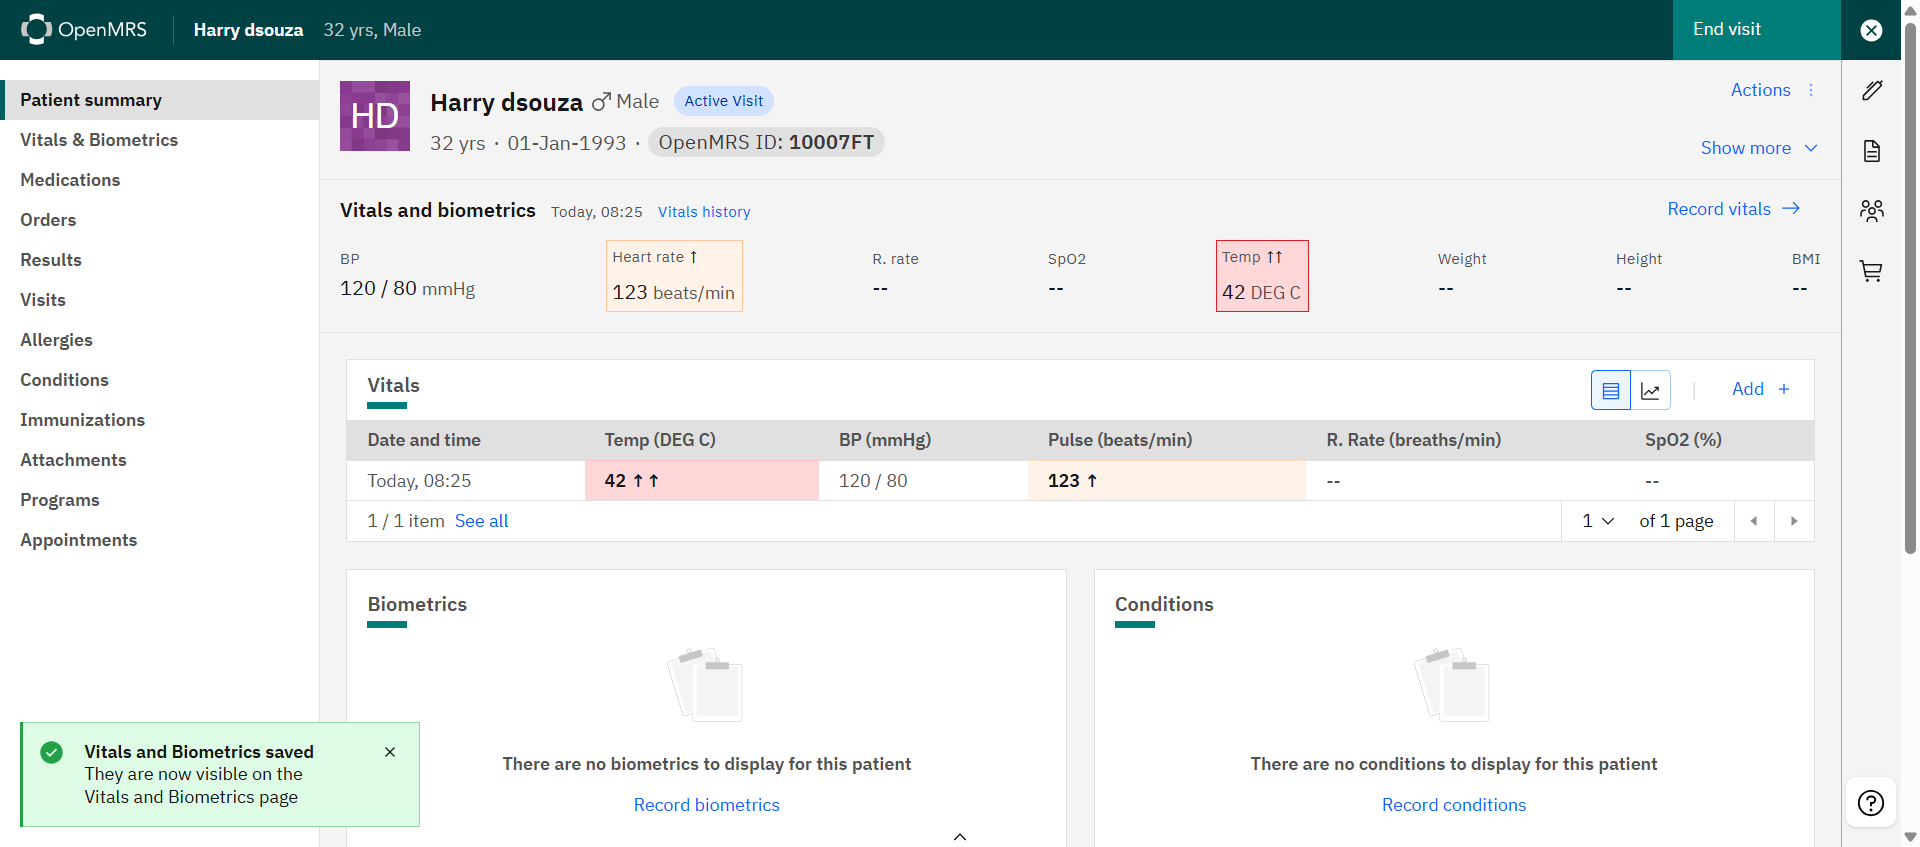 OpenMRS
Harry dsouza 32 yrs, Male
End visit
Patient summary
Vitals & Biometrics
Medications
Orders
Results
Visits
Allergies
Conditions
Immunizations
Attachments
Programs
Appointments
HD
Harry dsouza ♂ Male Active Visit
32 yrs · 01-Jan-1993 · OpenMRS ID: 10007FT
Actions
Show more
Vitals and biometrics Today, 08:25 Vitals history
Record vitals →
BP
120 / 80 mmHg
Heart rate ↑
123 beats/min
R. rate
--
SpO2
--
Temp ↑↑
42 DEG C
Weight
--
Height
--
BMI
--
Vitals
Add +
Date and time Temp (DEG C) BP (mmHg) Pulse (beats/min) R. Rate (breaths/min) SpO2 (%)
Today, 08:25 42 ↑↑ 120 / 80 123 ↑ -- --
1 / 1 item See all
1 of 1 page
Biometrics
There are no biometrics to display for this patient
Record biometrics
Conditions
There are no conditions to display for this patient
Record conditions
Vitals and Biometrics saved
They are now visible on the
Vitals and Biometrics page